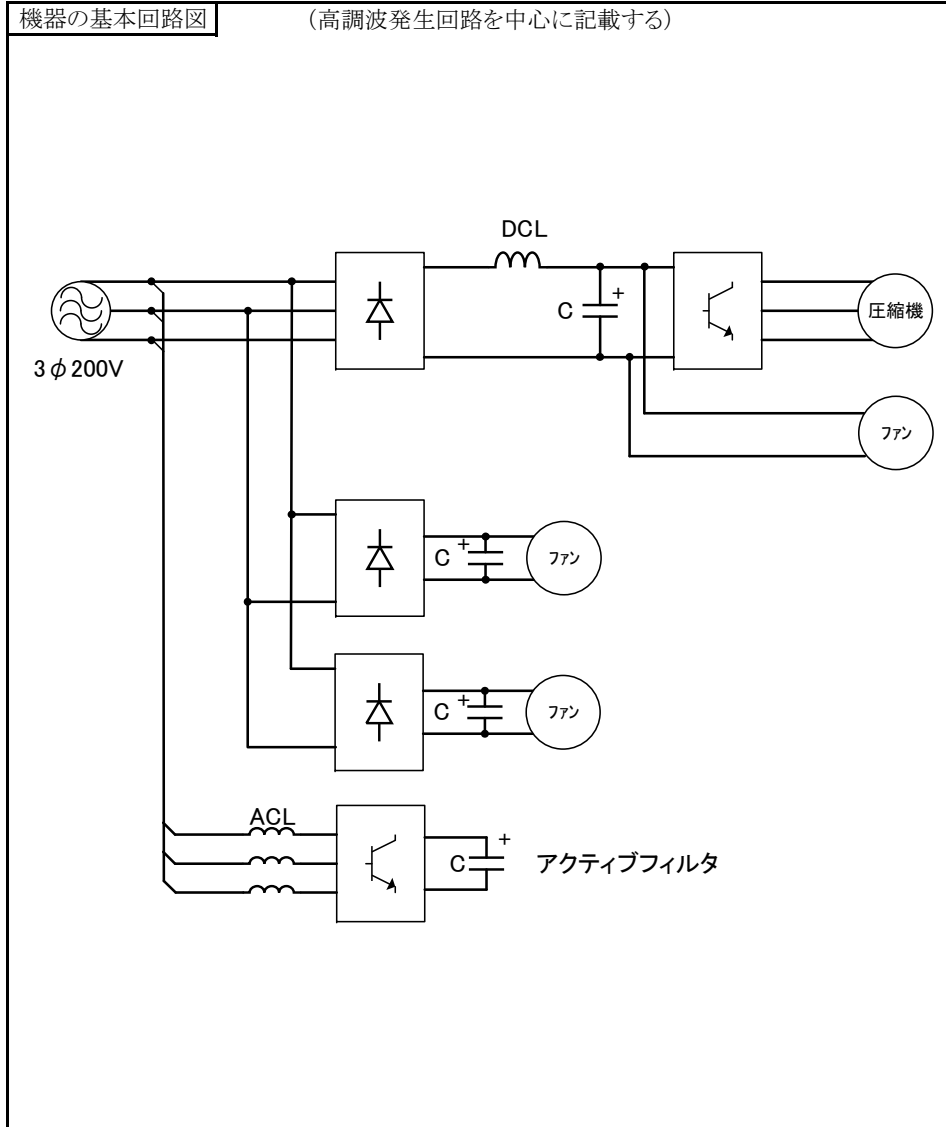 機器の基本回路図
(高調波発生回路を中心に記載する)
DCL
C
+
圧縮機
3φ200V
ファン
C
+
ファン
C
+
ファン
ACL
C
+
アクティブフィルタ